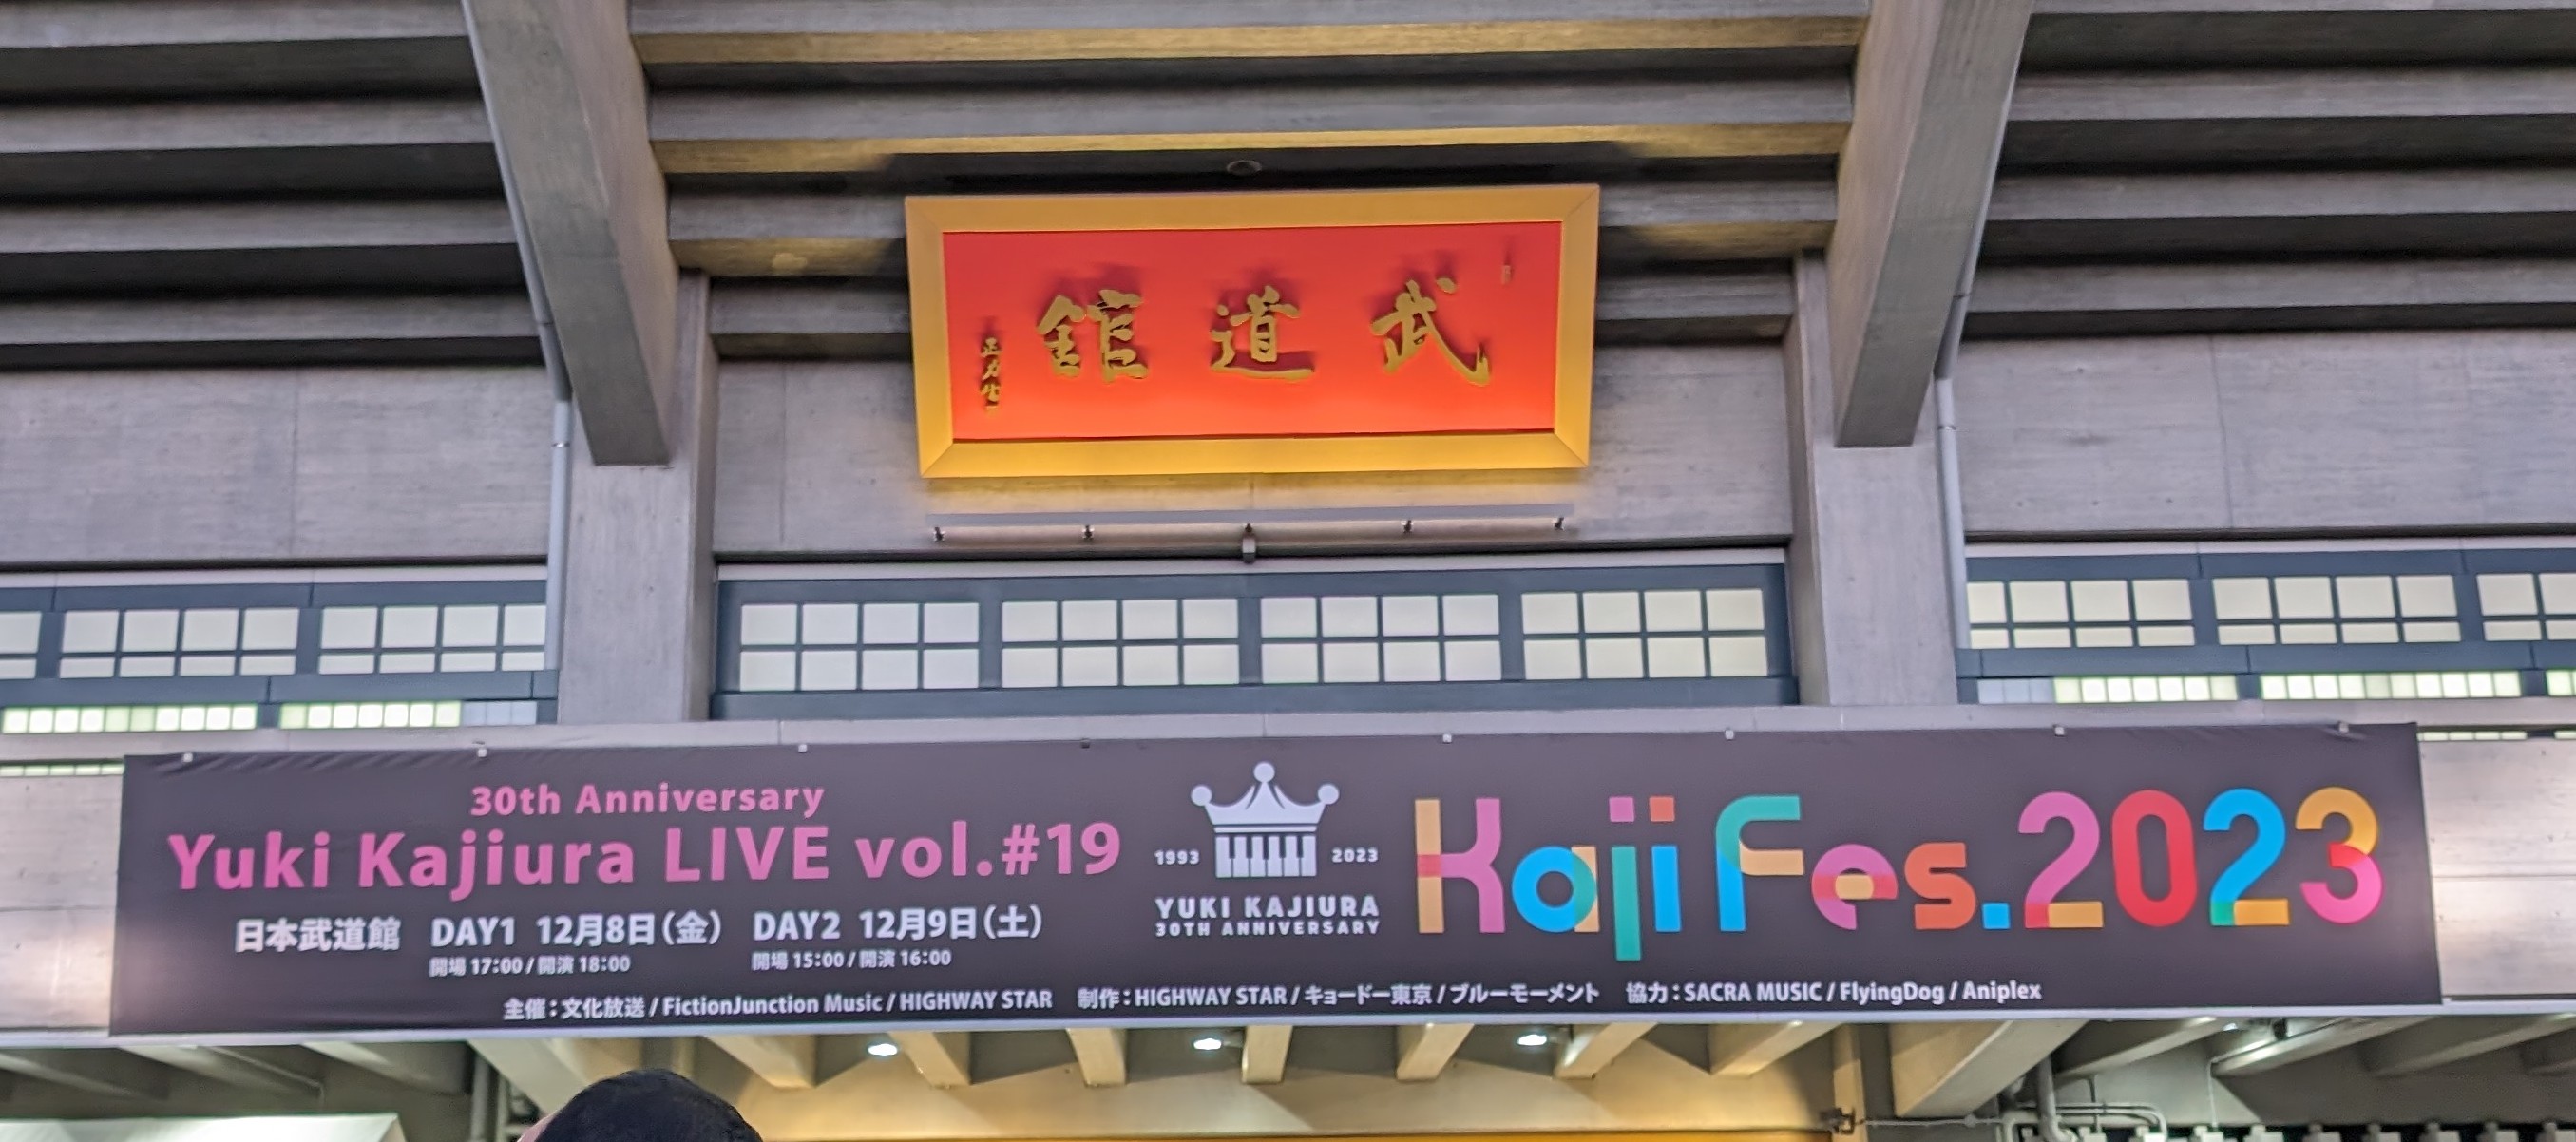 武道館
正力生
30th Anniversary
Yuki Kajiura LIVE vol.#19
日本武道館 DAY1 12月8日(金) DAY2 12月9日(土)
開場 17:00 / 開演 18:00 開場 15:00 / 開演 16:00
1993 2023
YUKI KAJIURA
30TH ANNIVERSARY
Kaji Fes.2023
主催:文化放送 / FictionJunction Music / HIGHWAY STAR 制作:HIGHWAY STAR / キョードー東京 / ブルーモーメント 協力:SACRA MUSIC / FlyingDog / Aniplex